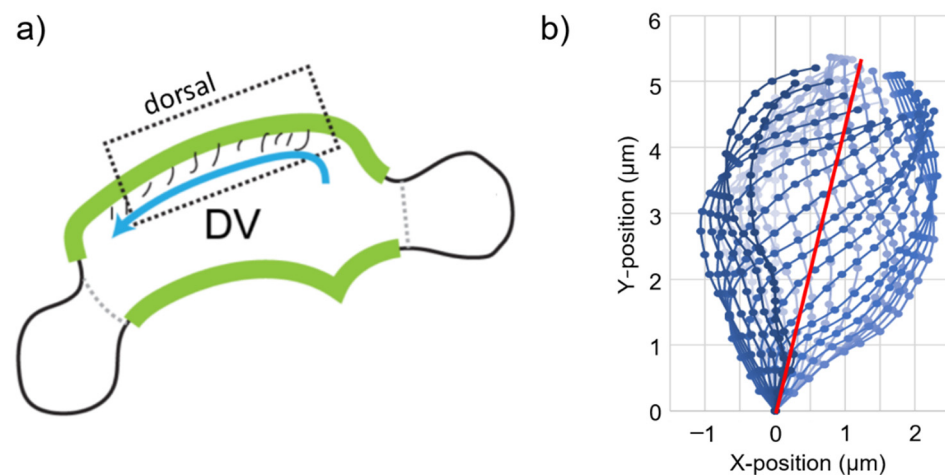 a)
dorsal
DV
b)
Y-position (µm)
6
5
4
3
2
1
0
−1 0 1 2
X-position (µm)